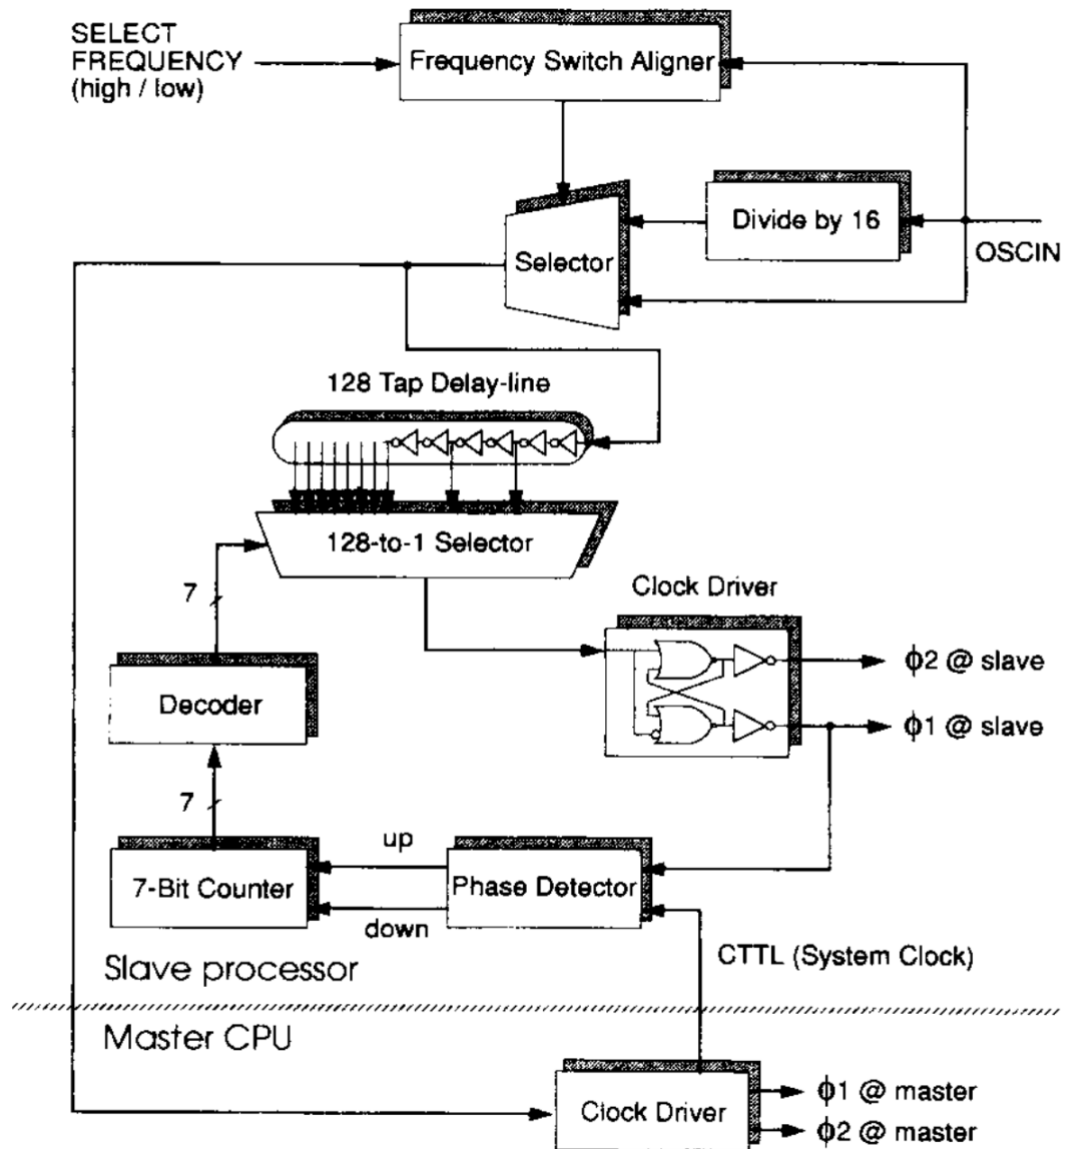 SELECT
FREQUENCY
(high / low)
Frequency Switch Aligner
Divide by 16
OSCIN
Selector
128 Tap Delay-line
128-to-1 Selector
7
Clock Driver
ϕ2 @ slave
Decoder
ϕ1 @ slave
7
up
7-Bit Counter
Phase Detector
down
CTTL (System Clock)
Slave processor
Master CPU
Clock Driver
ϕ1 @ master
ϕ2 @ master